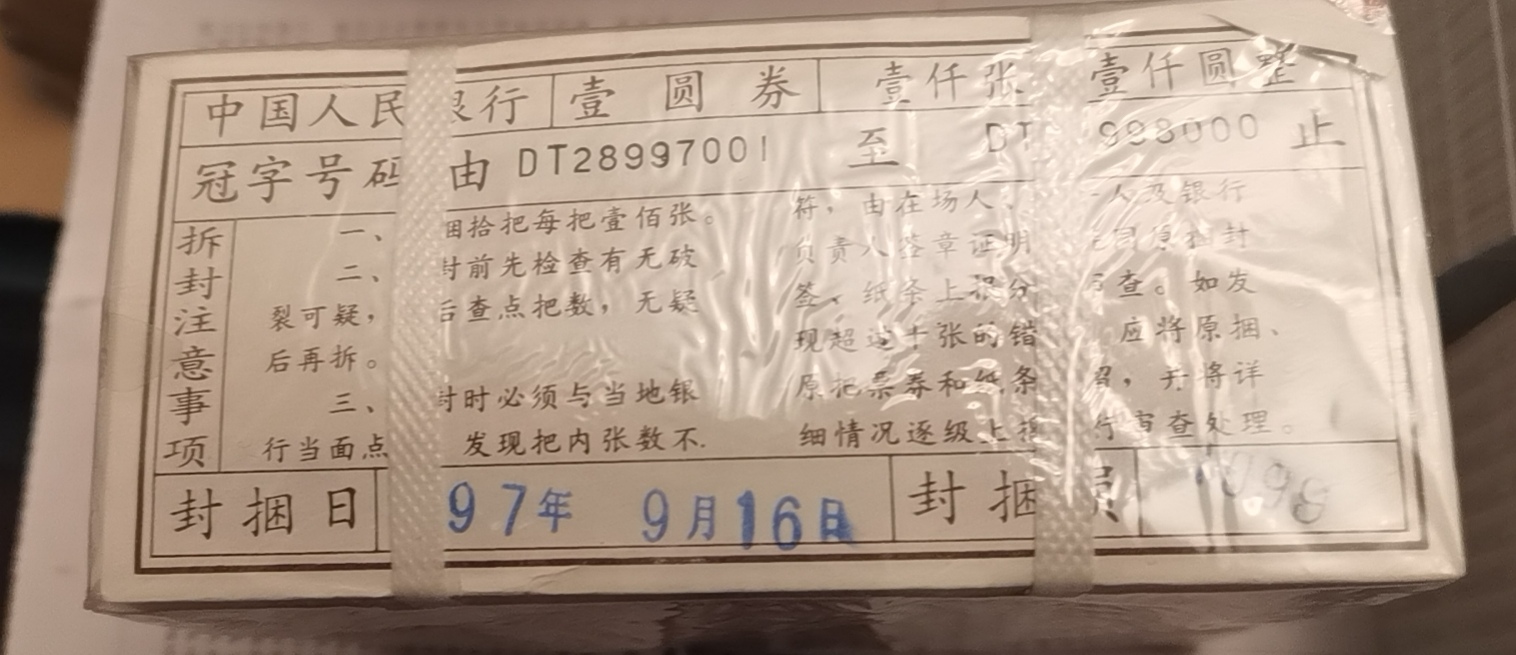 中国人民银行 壹圆券 壹仟张 壹仟圆整
冠字号码 由 DT28997001 至 DT 998000 止
拆封注意事项
一、 捆拾把每把壹佰张。
二、 封前先检查有无破
裂可疑， 后查点把数，无疑
后再拆。
三、 封时必须与当地银
行当面点 发现把内张数不
符，由在场人、 人及银行
负责人签章证明 同原捆封
签、纸条上报分 查。如发
现超过十张的错 应将原捆、
原把票券和纸条 ，并将详
细情况逐级上报 行审查处理。
封捆日 97年 9月16日 封捆员